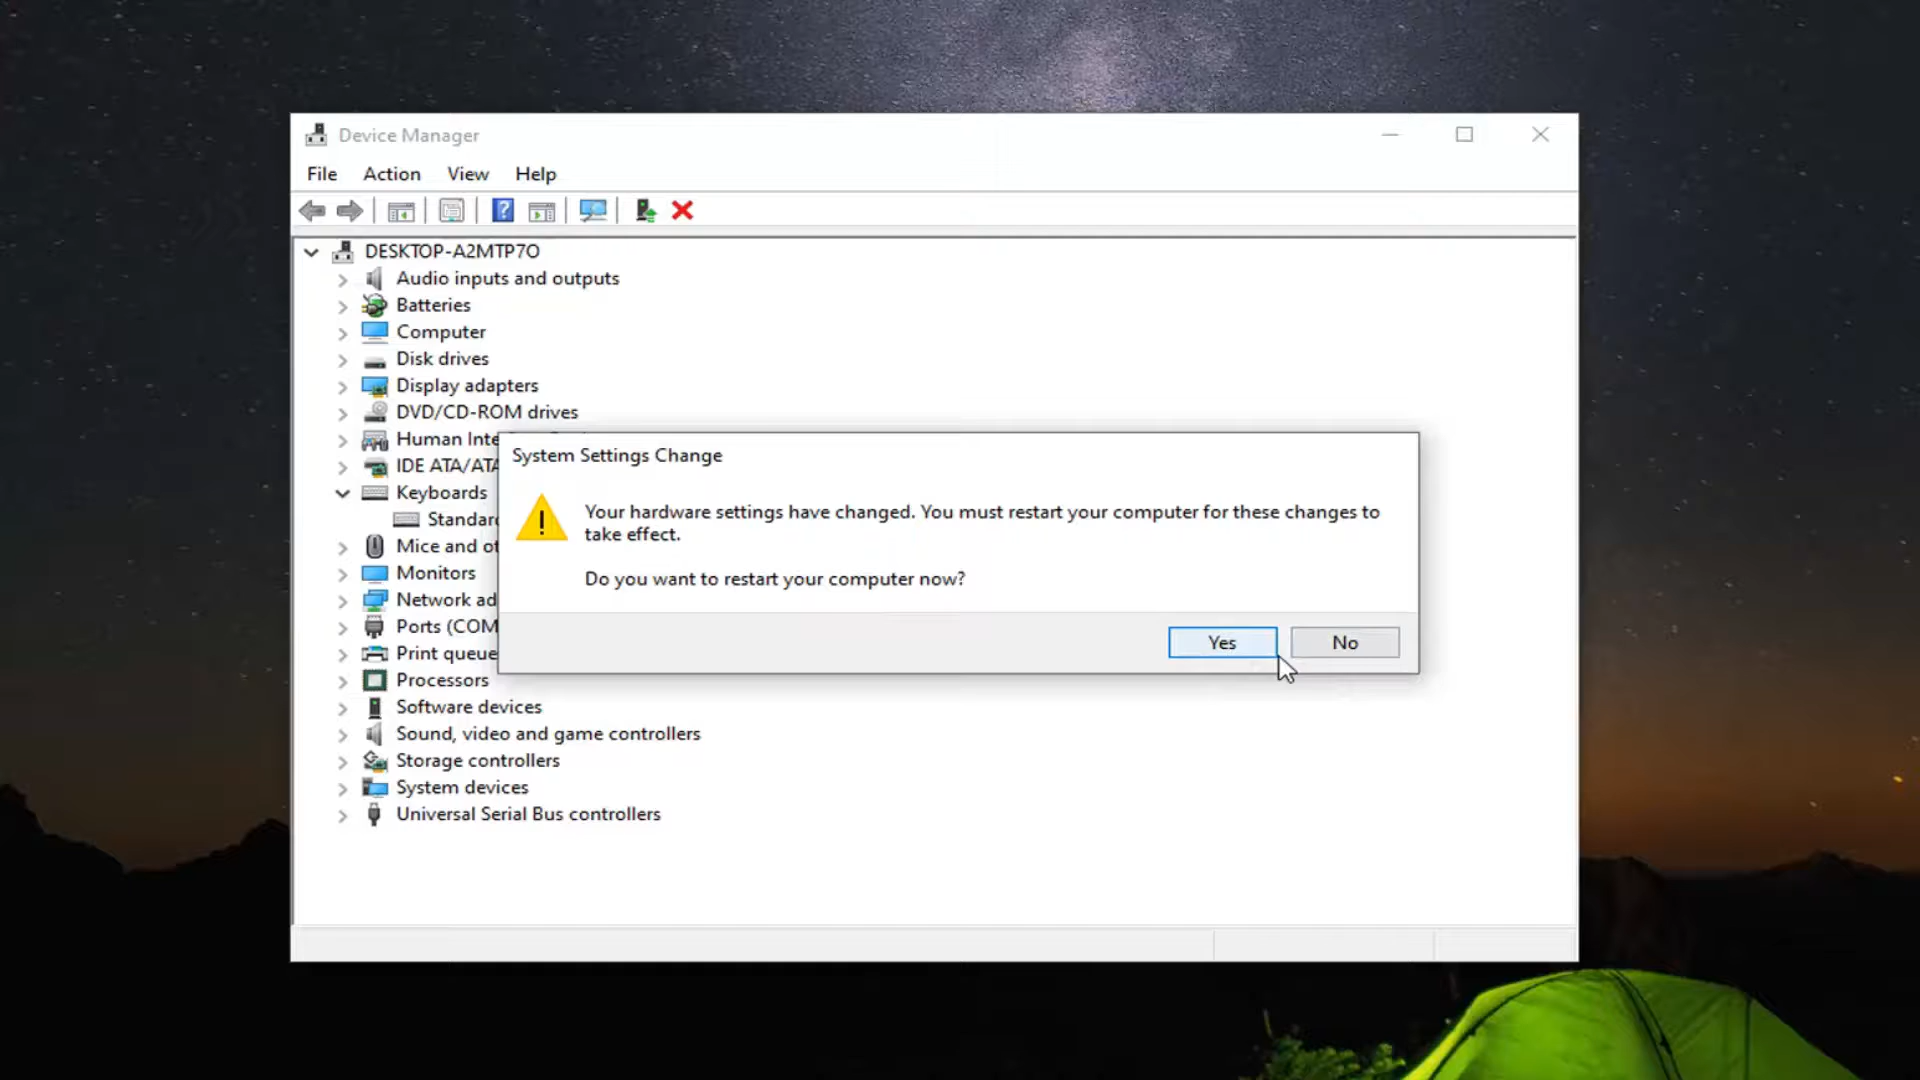 Device Manager
File Action View Help
DESKTOP-A2MTP7O
Audio inputs and outputs
Batteries
Computer
Disk drives
Display adapters
DVD/CD-ROM drives
Human
IDE ATA/ATA
Keyboards
Mice and
Monitors
Network
Ports (COM
Print
Processors
Software devices
Sound, video and game controllers
Storage controllers
System devices
Universal Serial Bus controllers
System Settings Change
Your hardware settings have changed. You must restart your computer for these changes to
take effect.
Do you want to restart your computer now?
Yes No